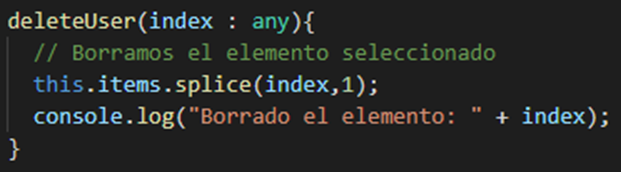 deleteUser(index : any){
// Borramos el elemento seleccionado
this.items.splice(index,1);
console.log("Borrado el elemento: " + index);
}